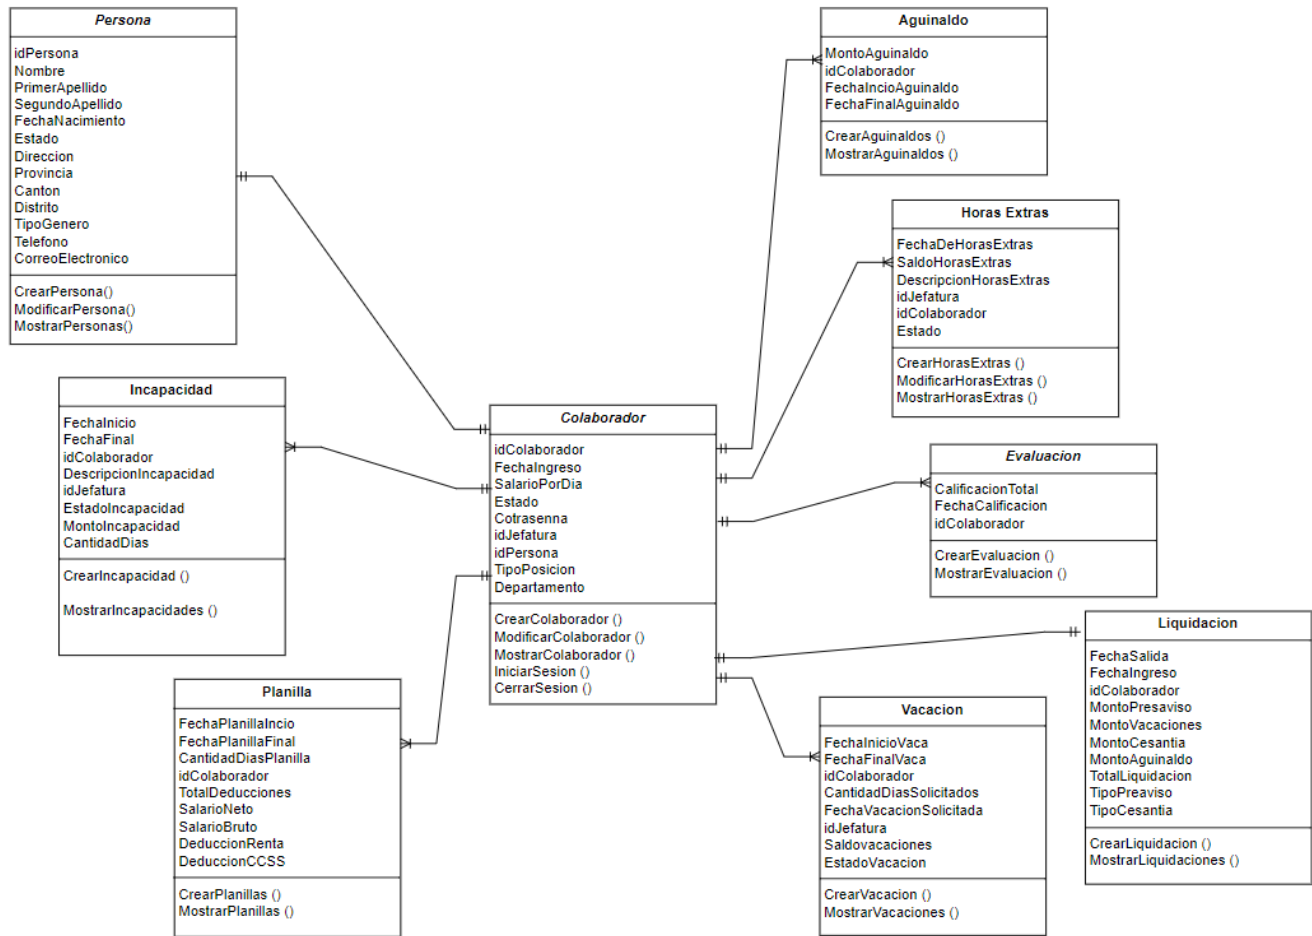 Persona
idPersona
Nombre
PrimerApellido
SegundoApellido
FechaNacimiento
Estado
Direccion
Provincia
Canton
Distrito
TipoGenero
Telefono
CorreoElectronico
CrearPersona()
ModificarPersona()
MostrarPersonas()
Aguinaldo
MontoAguinaldo
idColaborador
FechaIncioAguinaldo
FechaFinalAguinaldo
CrearAguinaldos ()
MostrarAguinaldos ()
Horas Extras
FechaDeHorasExtras
SaldoHorasExtras
DescripcionHorasExtras
idJefatura
idColaborador
Estado
CrearHorasExtras ()
ModificarHorasExtras ()
MostrarHorasExtras ()
Incapacidad
FechaInicio
FechaFinal
idColaborador
DescripcionIncapacidad
idJefatura
EstadoIncapacidad
MontoIncapacidad
CantidadDias
CrearIncapacidad ()
MostrarIncapacidades ()
Colaborador
idColaborador
FechaIngreso
SalarioPorDia
Estado
Cotrasenna
idJefatura
idPersona
TipoPosicion
Departamento
CrearColaborador ()
ModificarColaborador ()
MostrarColaborador ()
IniciarSesion ()
CerrarSesion ()
Evaluacion
CalificacionTotal
FechaCalificacion
idColaborador
CrearEvaluacion ()
MostrarEvaluacion ()
Liquidacion
FechaSalida
FechaIngreso
idColaborador
MontoPresaviso
MontoVacaciones
MontoCesantia
MontoAguinaldo
TotalLiquidacion
TipoPreaviso
TipoCesantia
CrearLiquidacion ()
MostrarLiquidaciones ()
Planilla
FechaPlanillaIncio
FechaPlanillaFinal
CantidadDiasPlanilla
idColaborador
TotalDeducciones
SalarioNeto
SalarioBruto
DeduccionRenta
DeduccionCCSS
CrearPlanillas ()
MostrarPlanillas ()
Vacacion
FechaInicioVaca
FechaFinalVaca
idColaborador
CantidadDiasSolicitados
FechaVacacionSolicitada
idJefatura
Saldovacaciones
EstadoVacacion
CrearVacacion ()
MostrarVacaciones ()